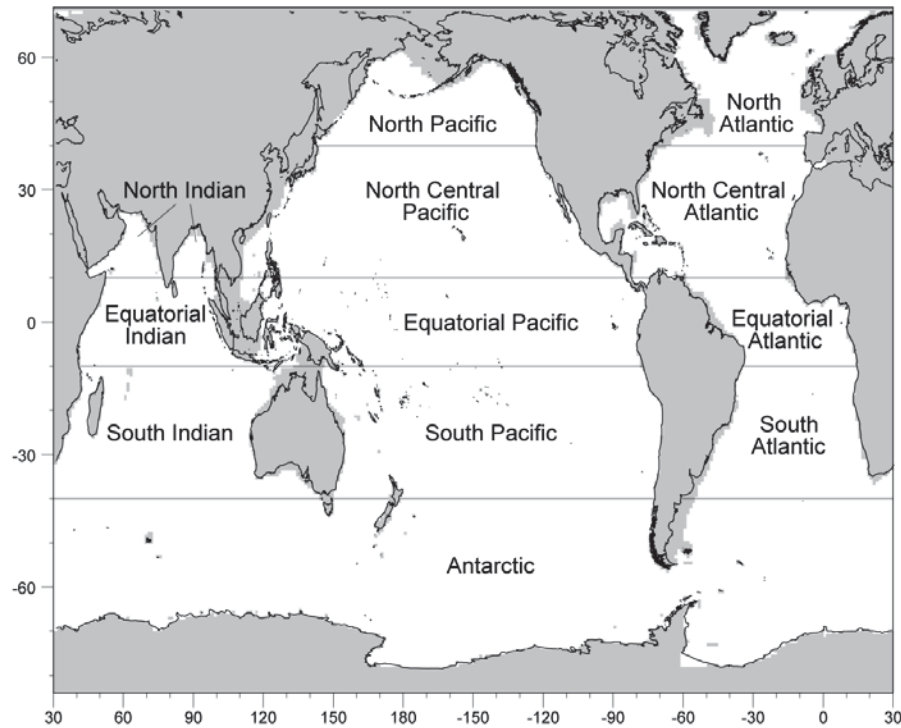 60
North Pacific
North
Atlantic
30
North Indian
North Central
Pacific
North Central
Atlantic
0
Equatorial
Indian
Equatorial Pacific
Equatorial
Atlantic
South Indian
South Pacific
South
Atlantic
-30
Antarctic
-60
30 60 90 120 150 180 -150 -120 -90 -60 -30 0 30